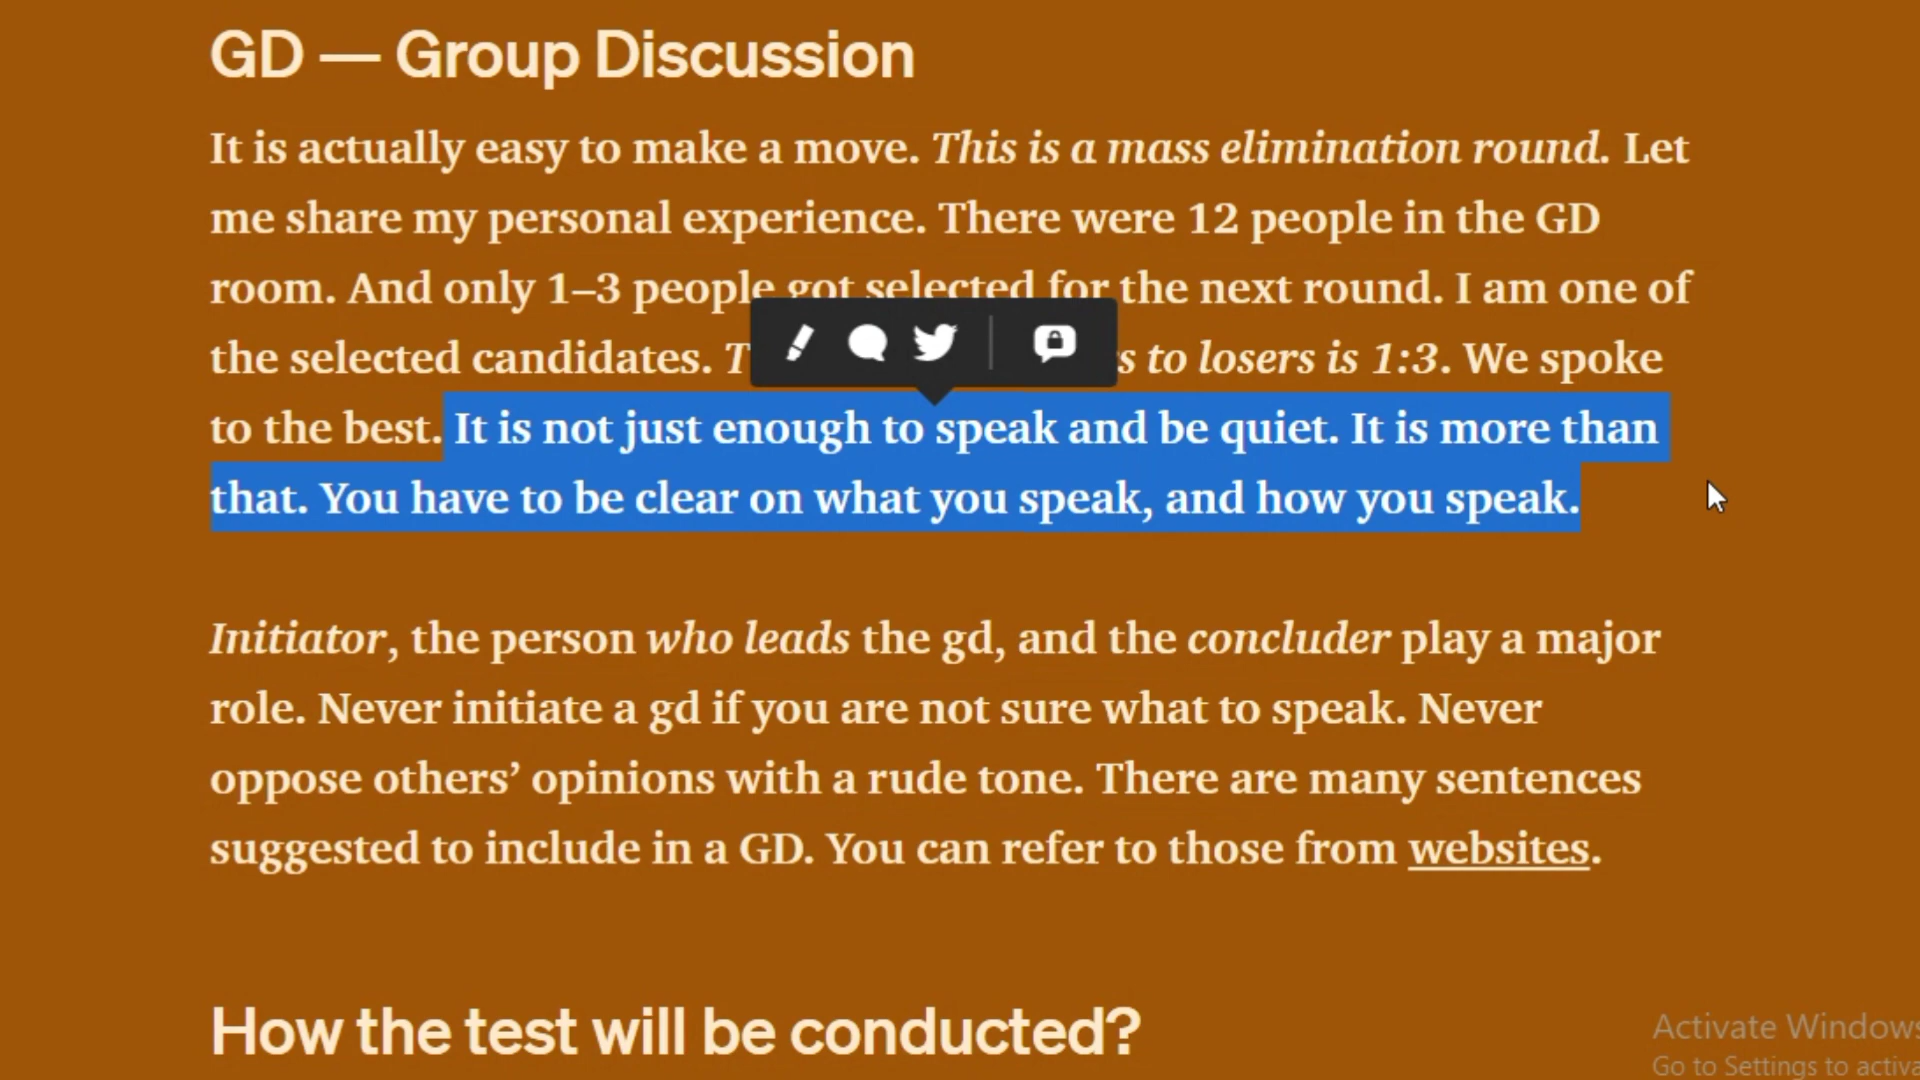 GD — Group Discussion
It is actually easy to make a move. This is a mass elimination round. Let
me share my personal experience. There were 12 people in the GD
room. And only 1–3 people got selected for the next round. I am one of
the selected candidates. to losers is 1:3. We spoke
to the best. It is not just enough to speak and be quiet. It is more than
that. You have to be clear on what you speak, and how you speak.
Initiator, the person who leads the gd, and the concluder play a major
role. Never initiate a gd if you are not sure what to speak. Never
oppose others’ opinions with a rude tone. There are many sentences
suggested to include in a GD. You can refer to those from websites.
How the test will be conducted?
Activate Windows
Go to Settings to